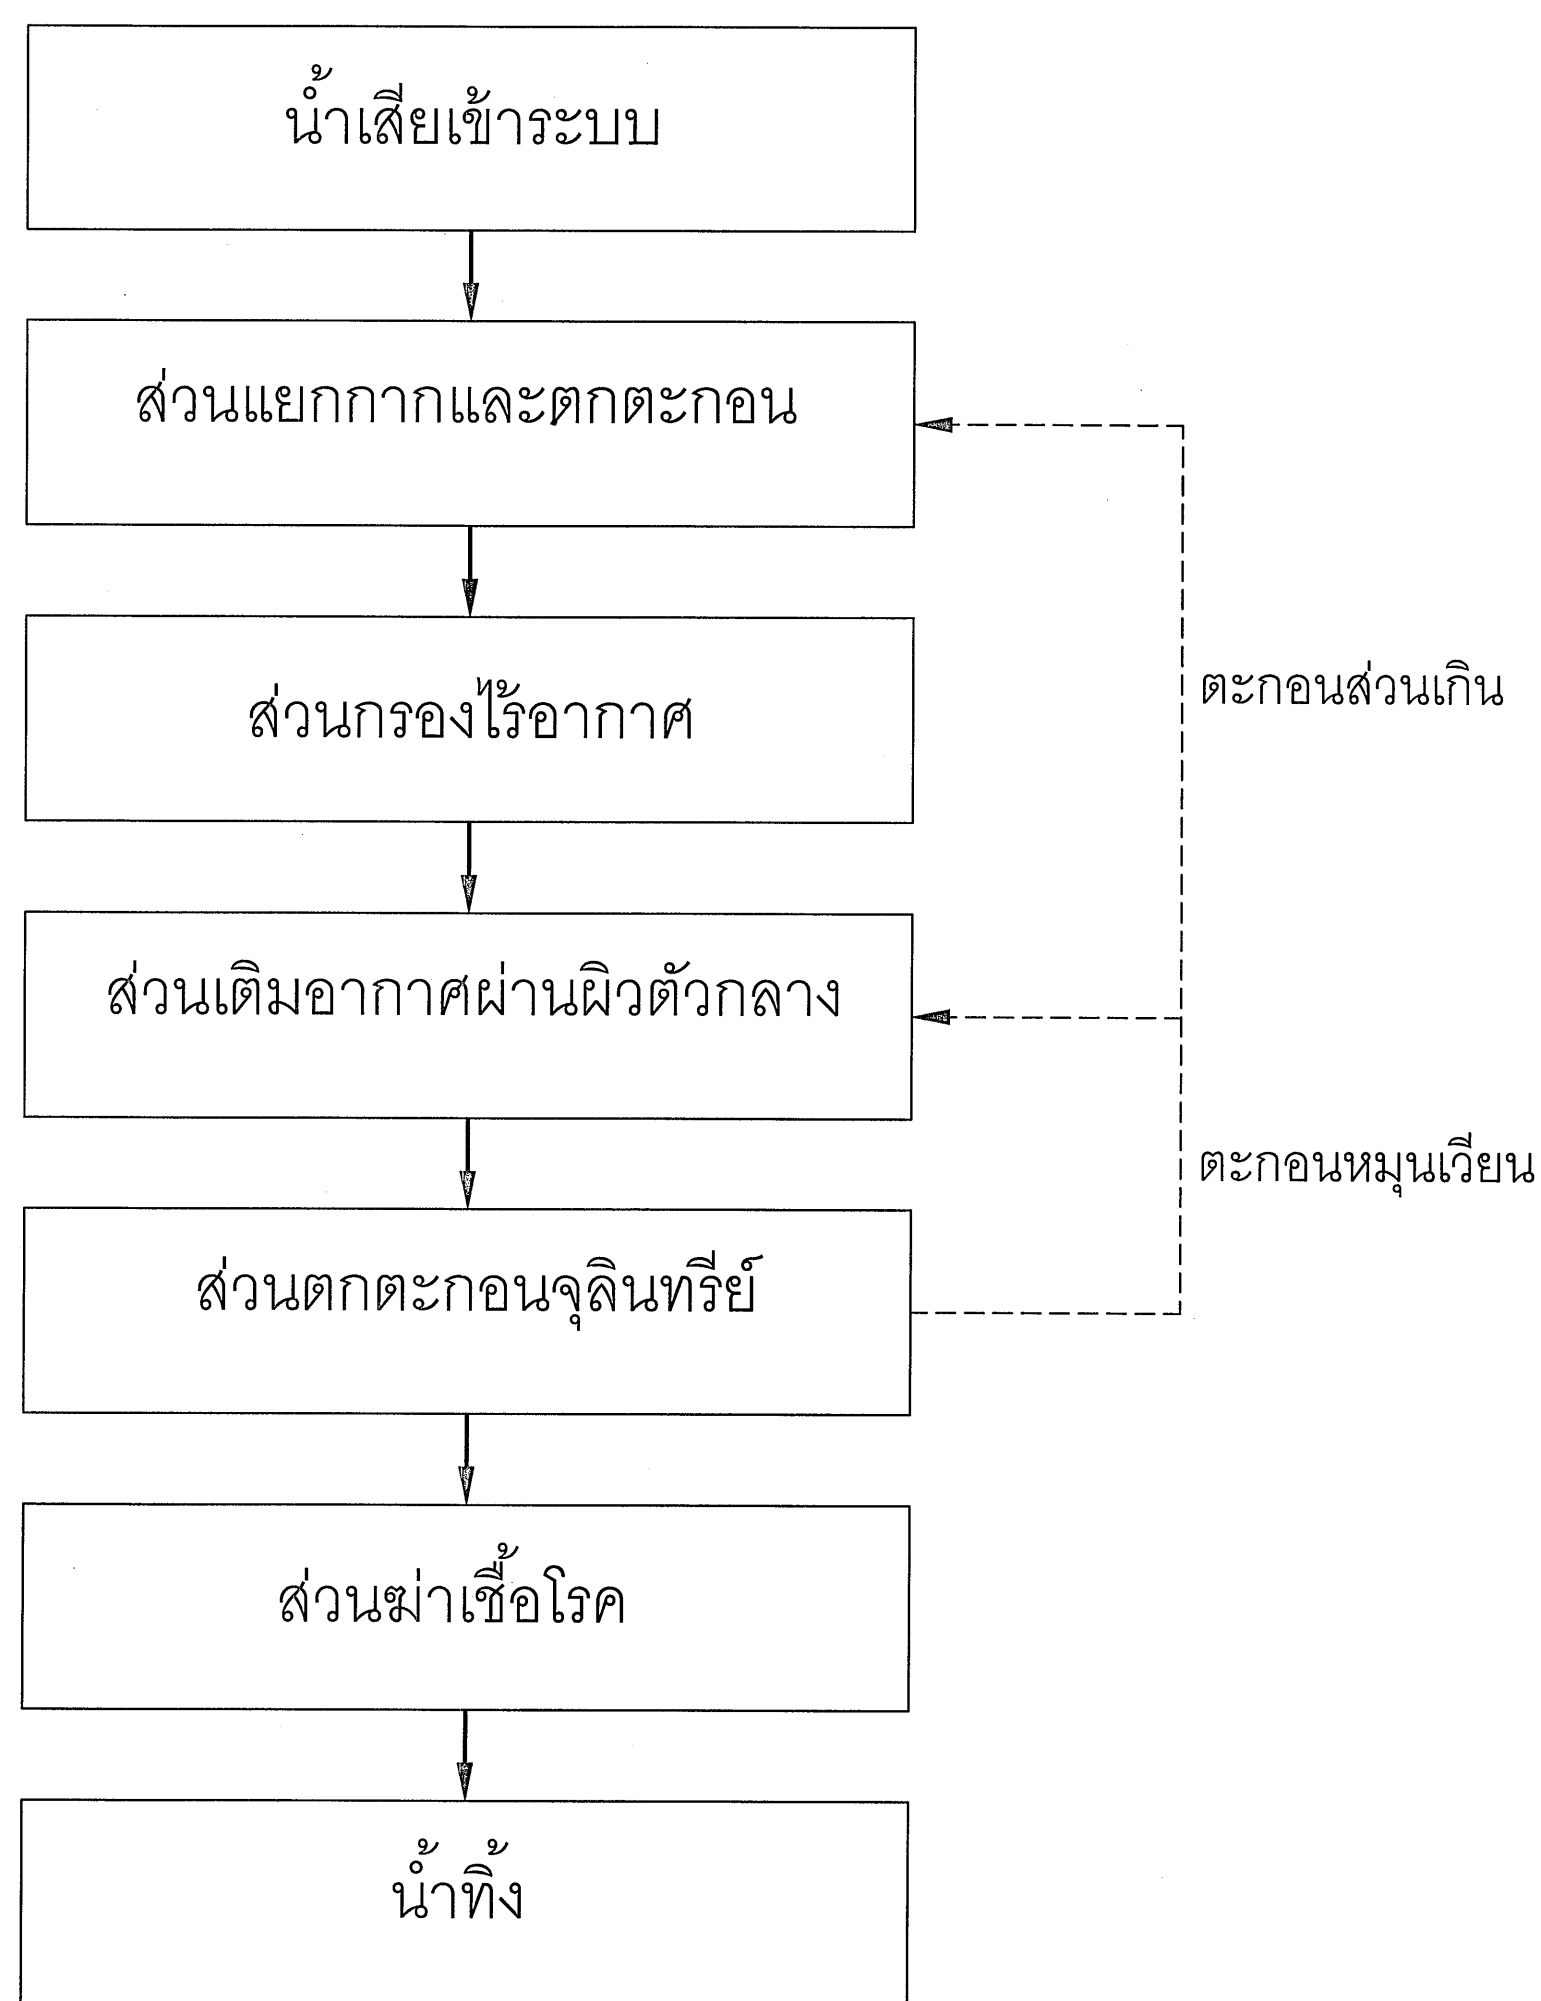 น้ำเสียเข้าระบบ
ส่วนแยกกากและตกตะกอน
ส่วนกรองไร้อากาศ
ตะกอนส่วนเกิน
ส่วนเติมอากาศผ่านผิวตัวกลาง
ตะกอนหมุนเวียน
ส่วนตกตะกอนจุลินทรีย์
ส่วนฆ่าเชื้อโรค
น้ำทิ้ง